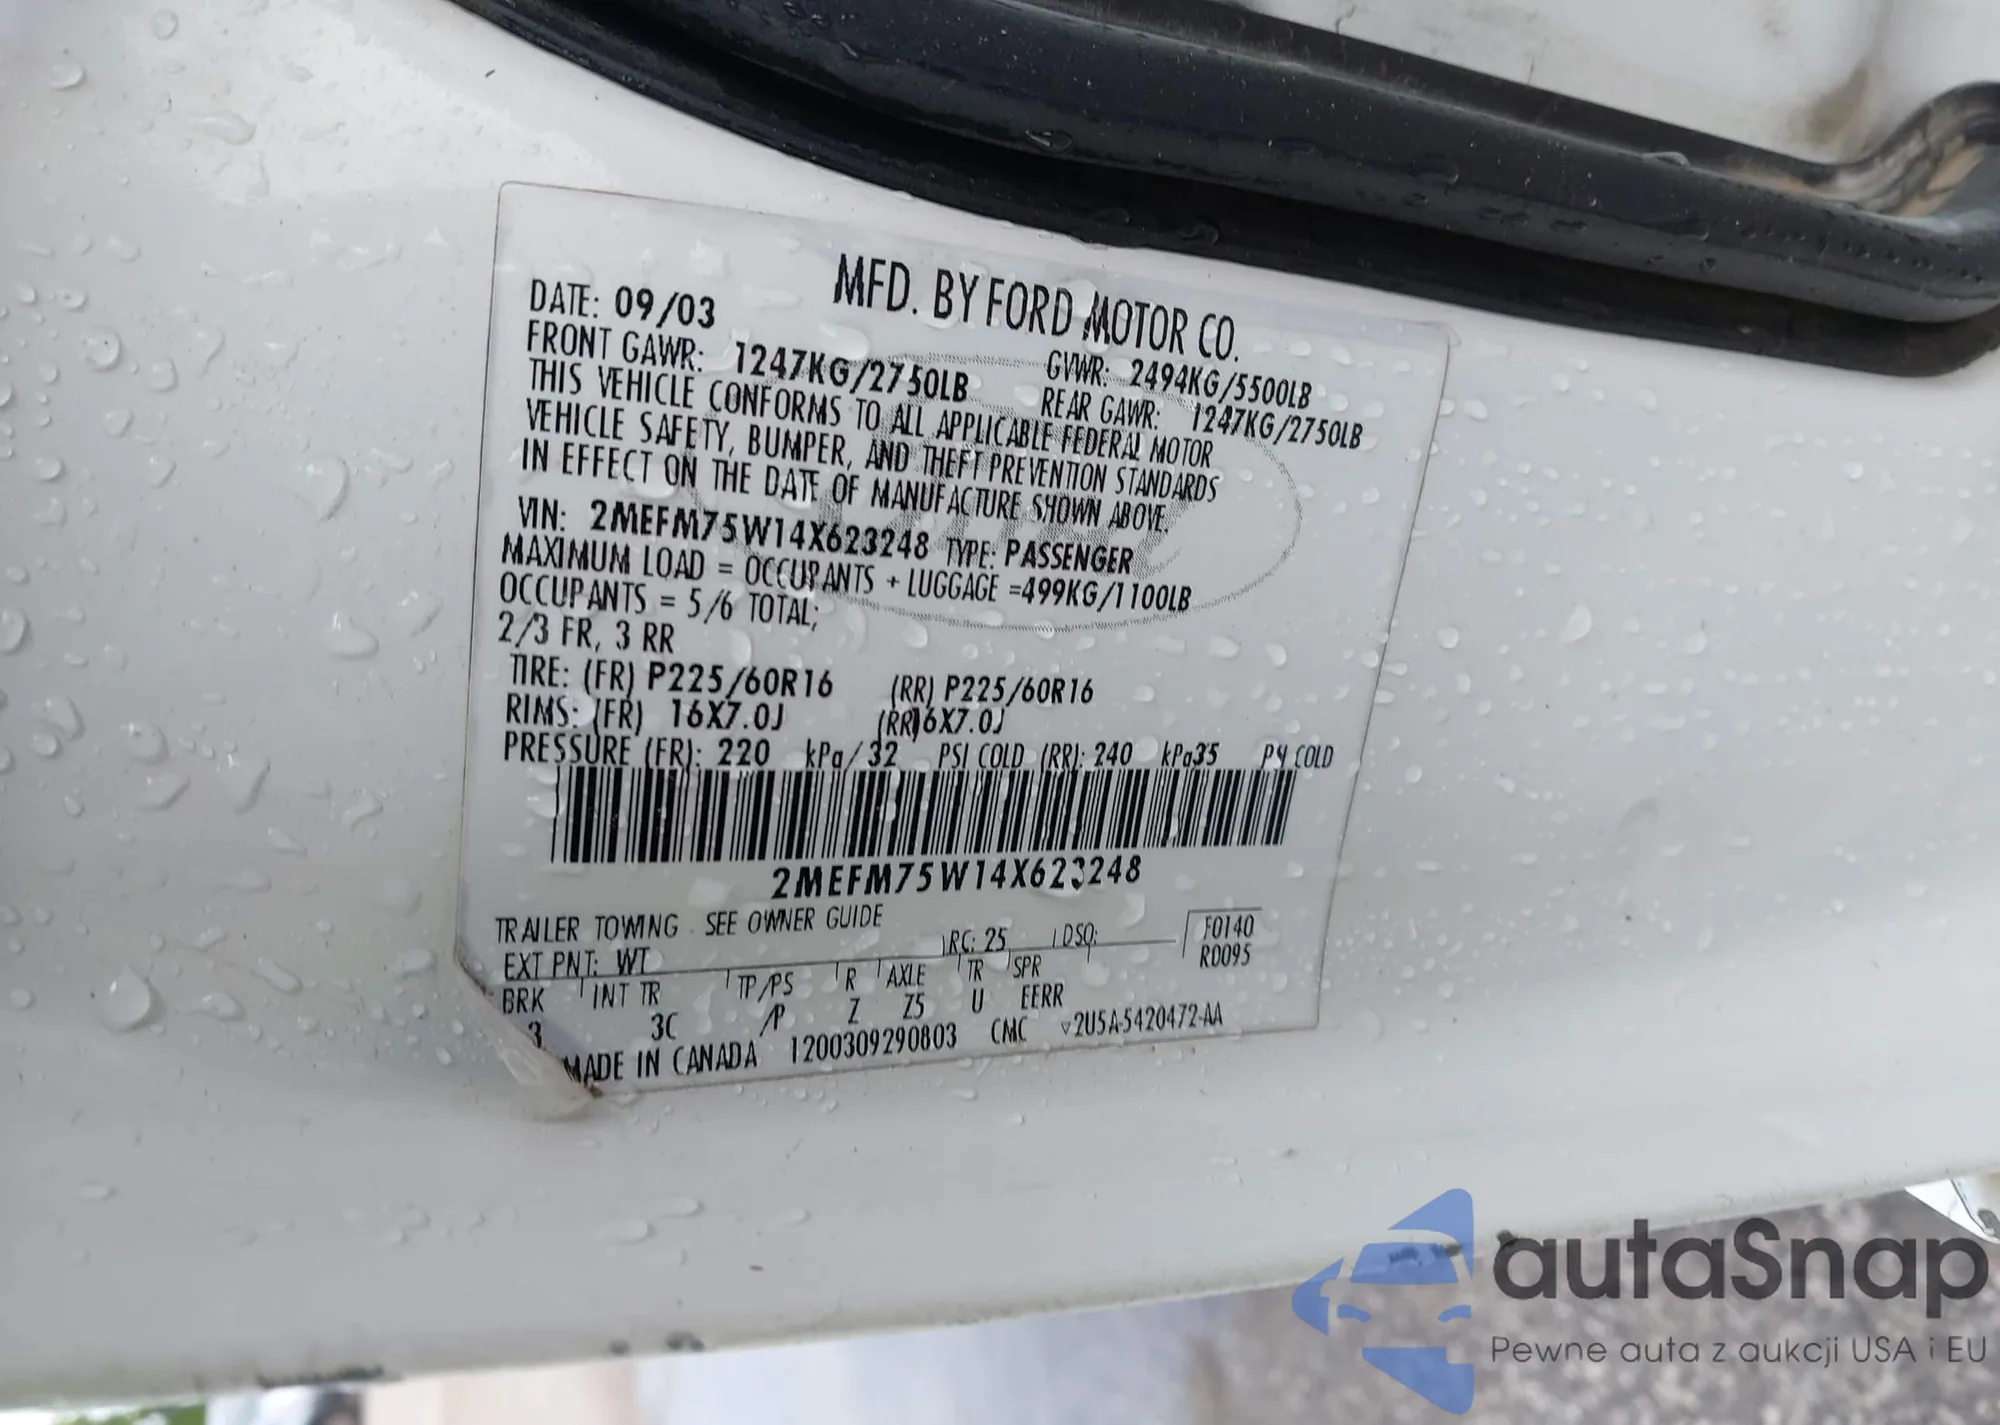 MFD. BY FORD MOTOR CO.
DATE: 09/03 GVWR: 2494KG/5500LB
FRONT GAWR: 1247KG/2750LB REAR GAWR: 1247KG/2750LB
THIS VEHICLE CONFORMS TO ALL APPLICABLE FEDERAL MOTOR
VEHICLE SAFETY, BUMPER, AND THEFT PREVENTION STANDARDS
IN EFFECT ON THE DATE OF MANUFACTURE SHOWN ABOVE.
VIN: 2MEFM75W14X623248 TYPE: PASSENGER
MAXIMUM LOAD = OCCUPANTS + LUGGAGE =499KG/1100LB
OCCUPANTS = 5/6 TOTAL;
2/3 FR, 3 RR
TIRE: (FR) P225/60R16 (RR) P225/60R16
RIMS: (FR) 16X7.0J (RR)16X7.0J
PRESSURE (FR): 220 kPa/ 32 PSI COLD (RR): 240 kPa35 PSI COLD
2MEFM75W14X623248
TRAILER TOWING - SEE OWNER GUIDE
EXT PNT: WT RC: 25 DSO: F0140
R0095
BRK INT TR TP/PS R AXLE TR SPR
3 3C /P Z Z5 U EERR
MADE IN CANADA 1200309290803 CMC ▿2U5A-5420472-AA
autaSnap
Pewne auta z aukcji USA i EU